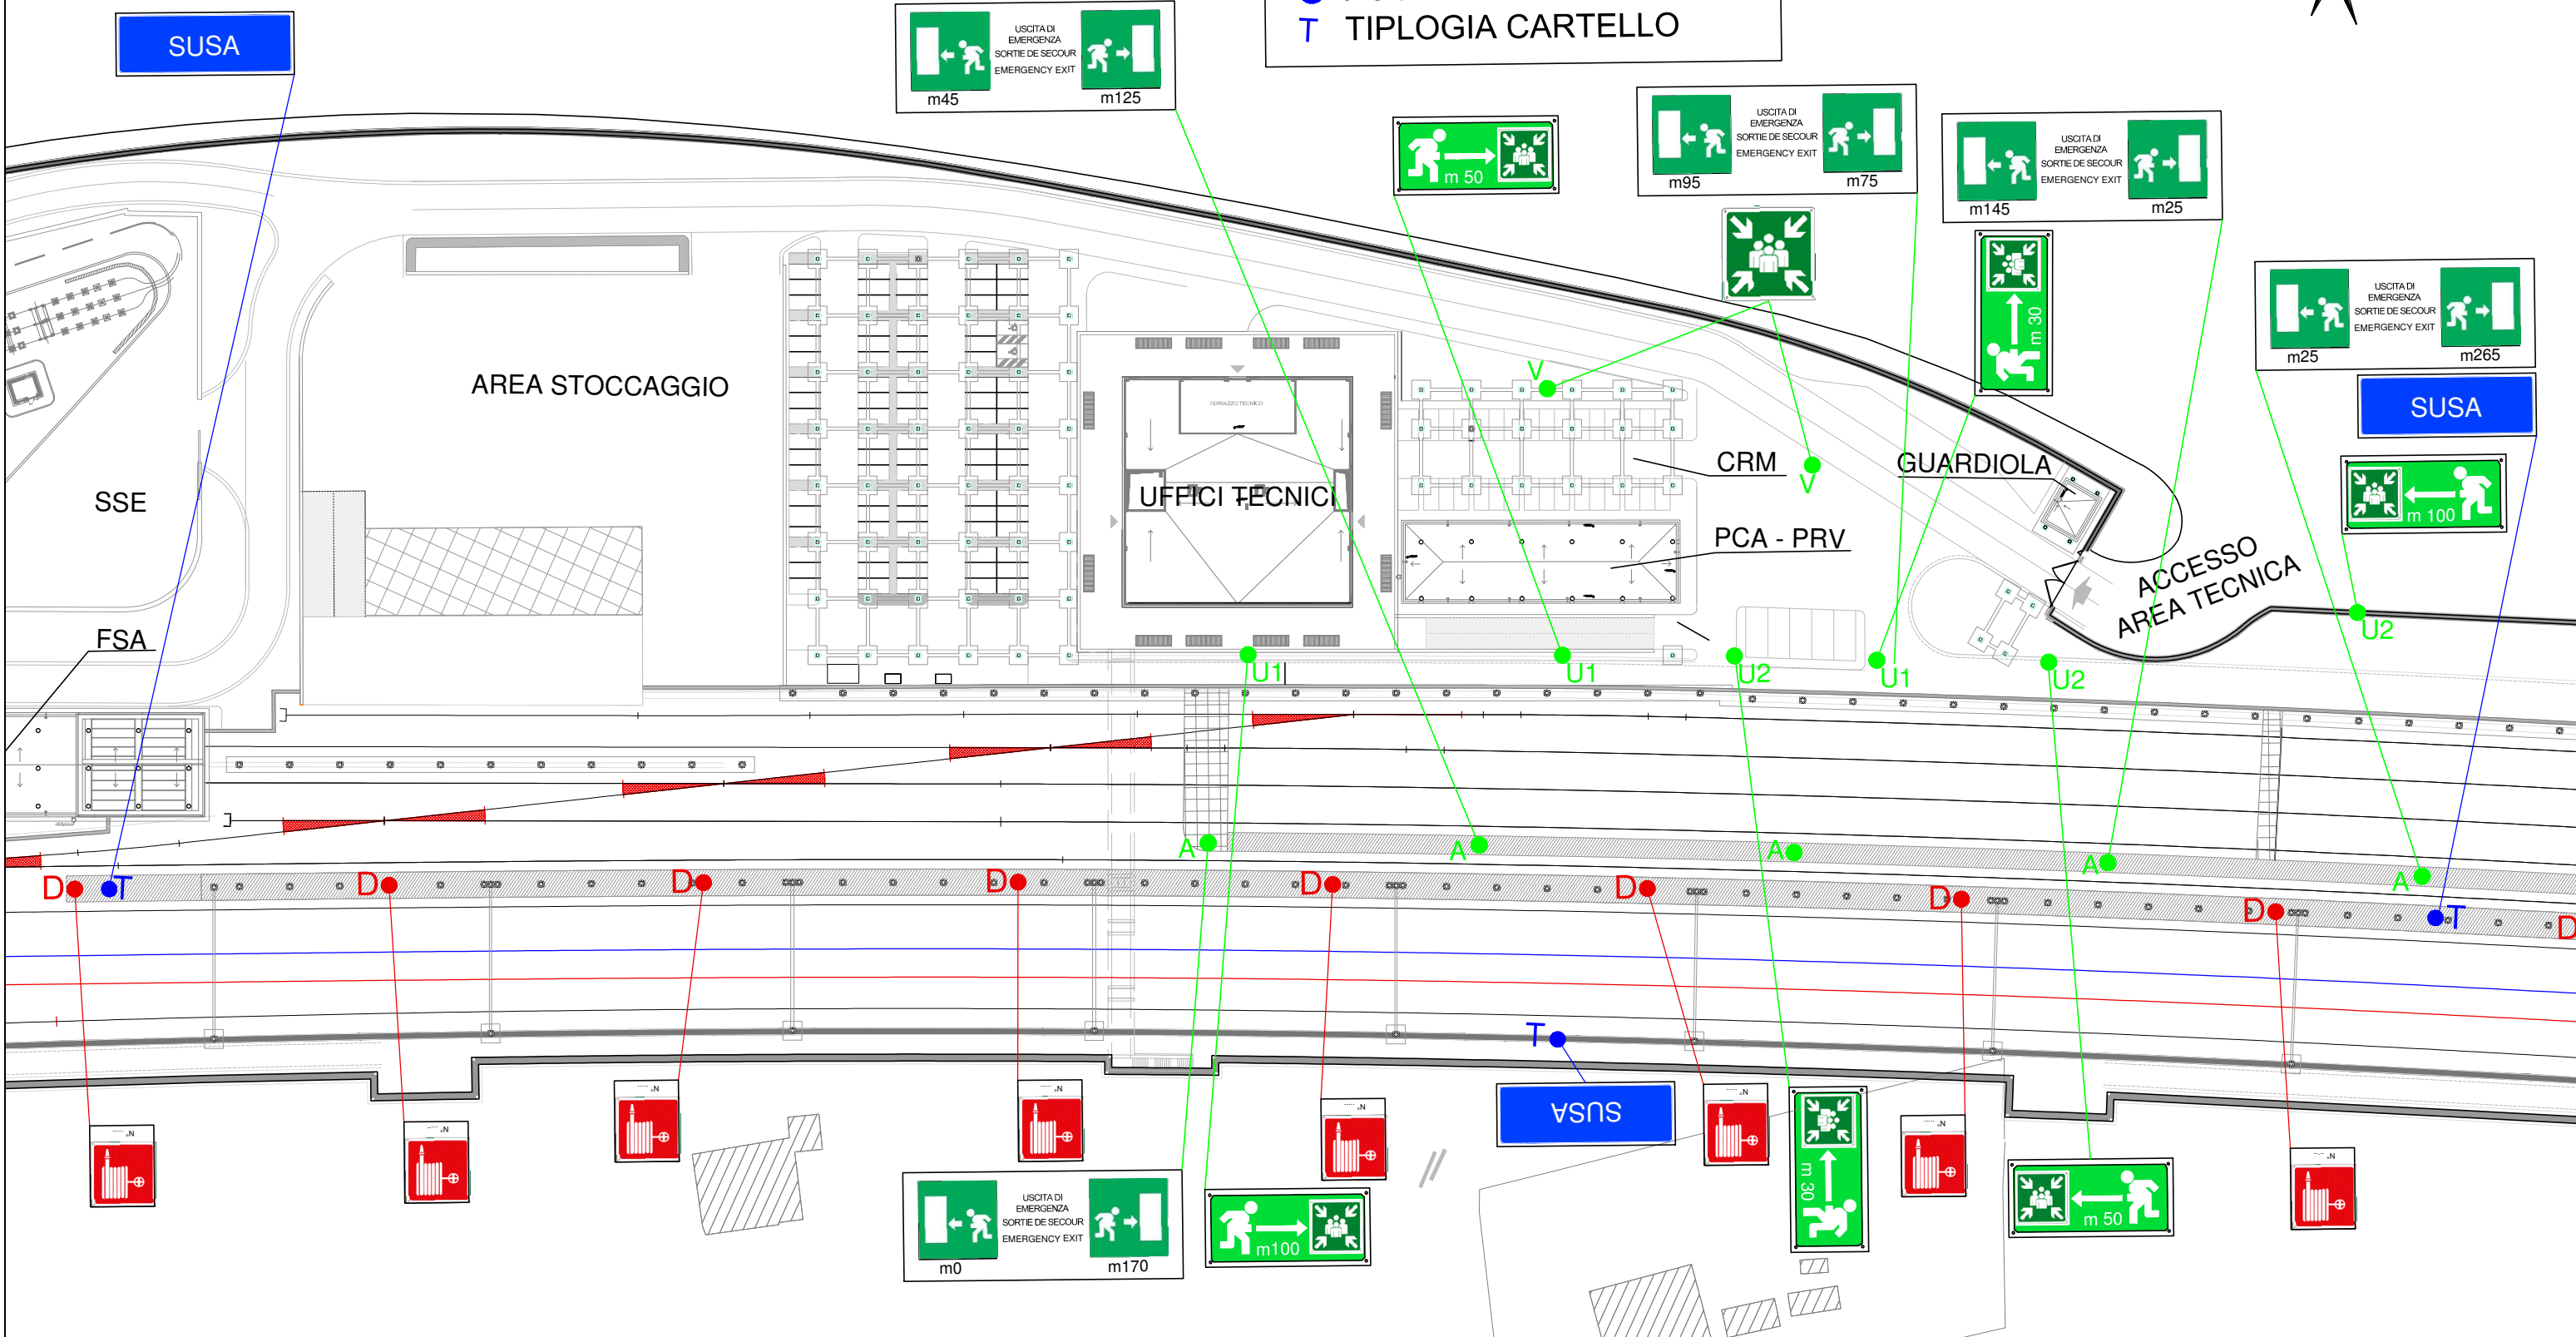 T TIPLOGIA CARTELLO
SUSA
USCITA DI
EMERGENZA
SORTIE DE SECOUR
EMERGENCY EXIT
m45
m125
m 50
USCITA DI
EMERGENZA
SORTIE DE SECOUR
EMERGENCY EXIT
m95
m75
USCITA DI
EMERGENZA
SORTIE DE SECOUR
EMERGENCY EXIT
m145
m25
m 30
USCITA DI
EMERGENZA
SORTIE DE SECOUR
EMERGENCY EXIT
m25
m265
SUSA
m 100
AREA STOCCAGGIO
TERRAZZO TECNICO
UFFICI TECNICI
V
V
CRM
GUARDIOLA
PCA - PRV
ACCESSO
AREA TECNICA
SSE
FSA
U1
U1
U2
U1
U2
U2
A
A
A
A
A
D
T
D
D
D
D
D
D
D
T
D
T
SUSA
N°
N°
N°
N°
N°
N°
N°
N°
USCITA DI
EMERGENZA
SORTIE DE SECOUR
EMERGENCY EXIT
m0
m170
m100
m 30
m 50